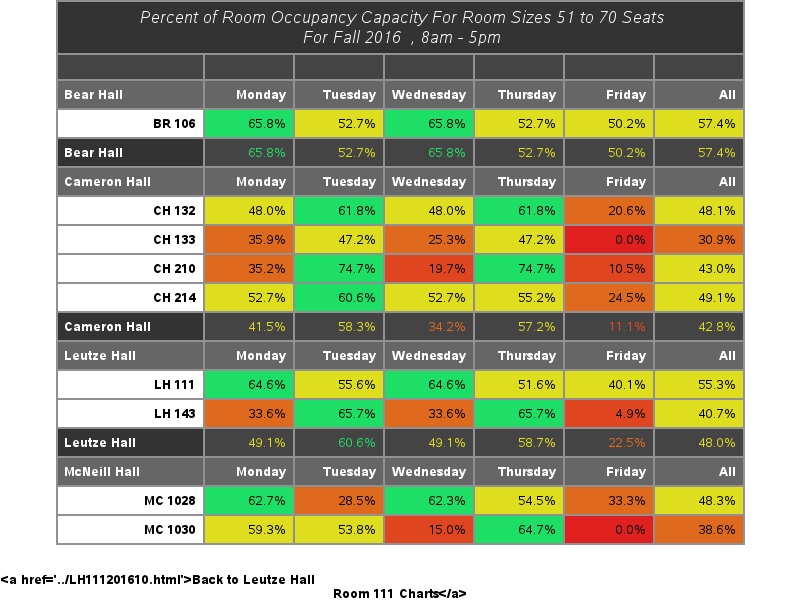 Percent of Room Occupancy Capacity For Room Sizes 51 to 70 Seats
For Fall 2016 , 8am - 5pm
Bear Hall Monday Tuesday Wednesday Thursday Friday All
BR 106 65.8% 52.7% 65.8% 52.7% 50.2% 57.4%
Bear Hall 65.8% 52.7% 65.8% 52.7% 50.2% 57.4%
Cameron Hall Monday Tuesday Wednesday Thursday Friday All
CH 132 48.0% 61.8% 48.0% 61.8% 20.6% 48.1%
CH 133 35.9% 47.2% 25.3% 47.2% 0.0% 30.9%
CH 210 35.2% 74.7% 19.7% 74.7% 10.5% 43.0%
CH 214 52.7% 60.6% 52.7% 55.2% 24.5% 49.1%
Cameron Hall 41.5% 58.3% 34.2% 57.2% 11.1% 42.8%
Leutze Hall Monday Tuesday Wednesday Thursday Friday All
LH 111 64.6% 55.6% 64.6% 51.6% 40.1% 55.3%
LH 143 33.6% 65.7% 33.6% 65.7% 4.9% 40.7%
Leutze Hall 49.1% 60.6% 49.1% 58.7% 22.5% 48.0%
McNeill Hall Monday Tuesday Wednesday Thursday Friday All
MC 1028 62.7% 28.5% 62.3% 54.5% 33.3% 48.3%
MC 1030 59.3% 53.8% 15.0% 64.7% 0.0% 38.6%
<a href='../LH111201610.html'>Back to Leutze Hall
Room 111 Charts</a>